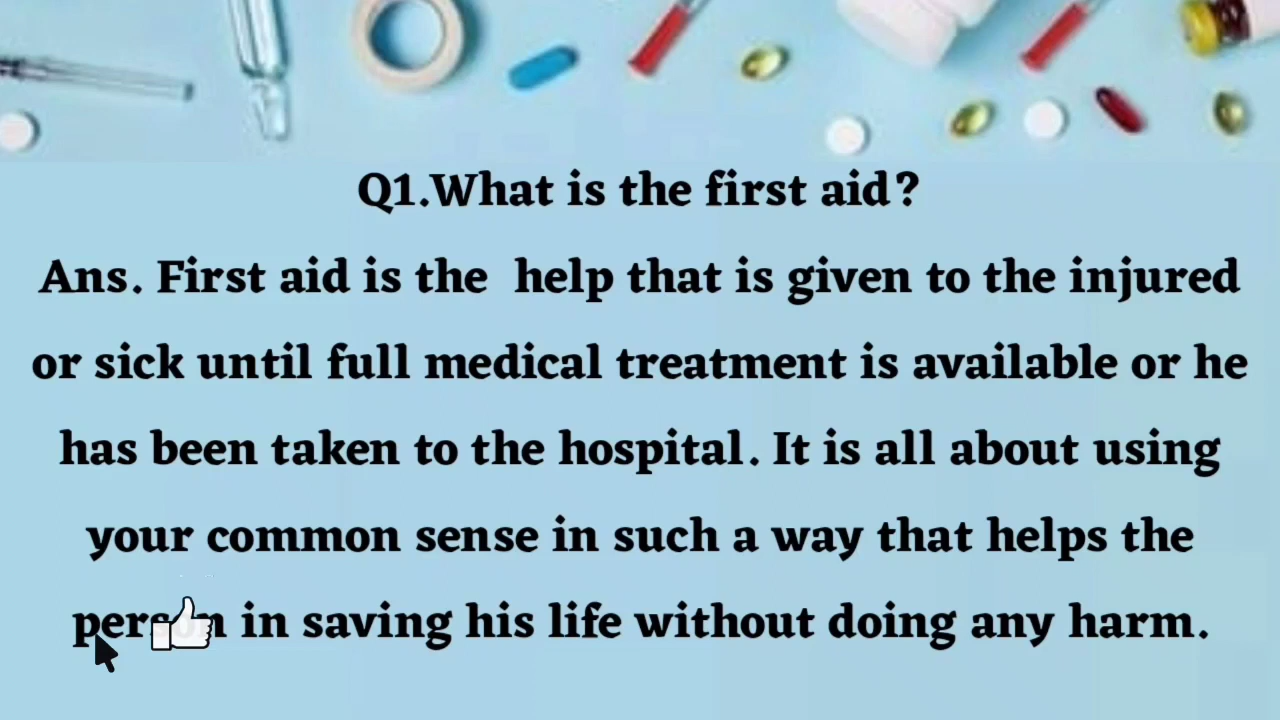 Q1.What is the first aid?
Ans. First aid is the help that is given to the injured
or sick until full medical treatment is available or he
has been taken to the hospital. It is all about using
your common sense in such a way that helps the
person in saving his life without doing any harm.